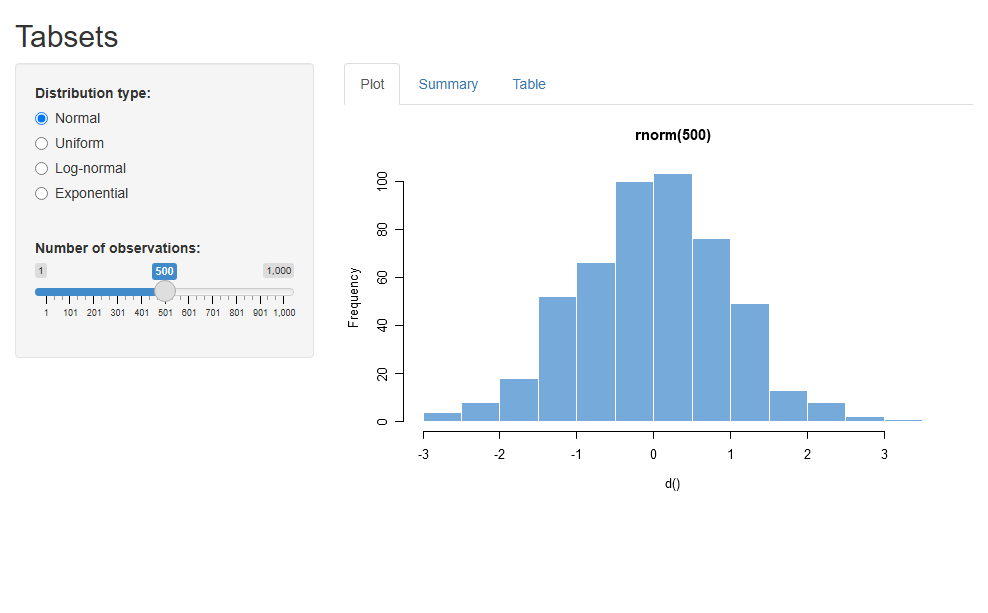 Tabsets
Distribution type:
Normal
Uniform
Log-normal
Exponential
Number of observations:
1 500 1,000
1 101 201 301 401 501 601 701 801 901 1,000
Plot Summary Table
rnorm(500)
Frequency
100
80
60
40
20
0
-3 -2 -1 0 1 2 3
d()